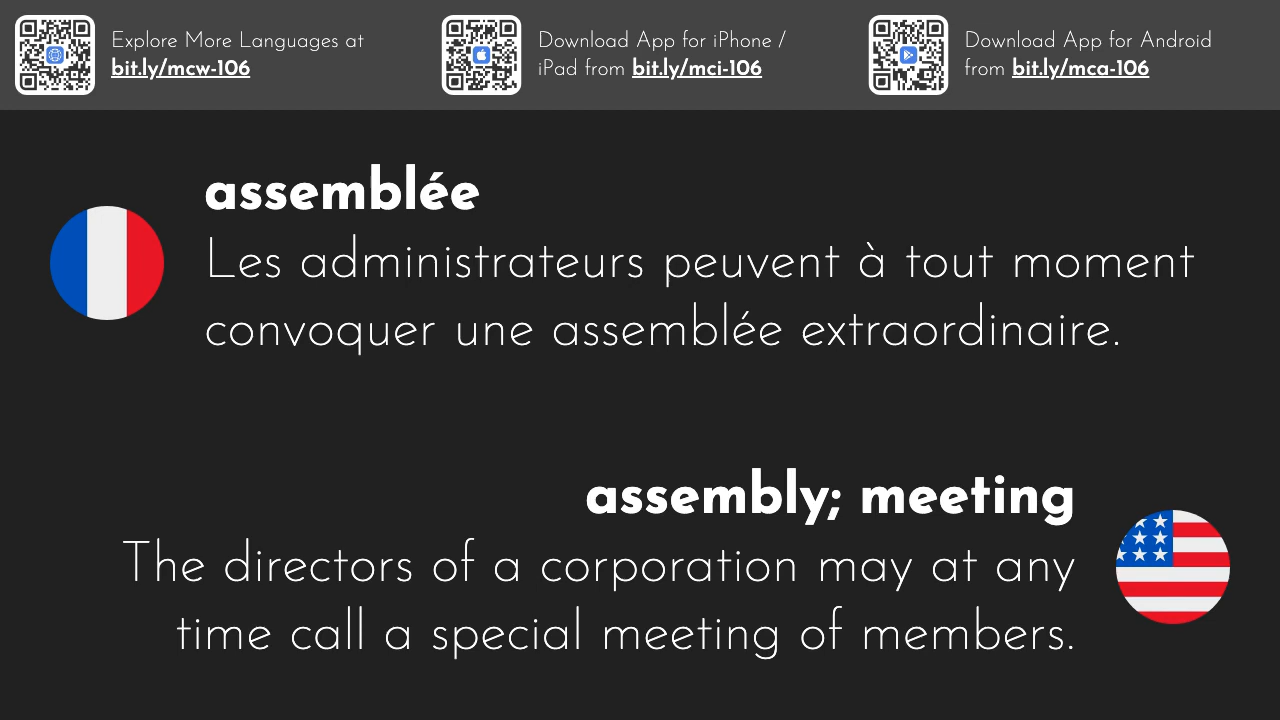 Explore More Languages at
bit.ly/mcw-106
Download App for iPhone /
iPad from bit.ly/mci-106
Download App for Android
from bit.ly/mca-106
assemblée
Les administrateurs peuvent à tout moment
convoquer une assemblée extraordinaire.
assembly; meeting
The directors of a corporation may at any
time call a special meeting of members.